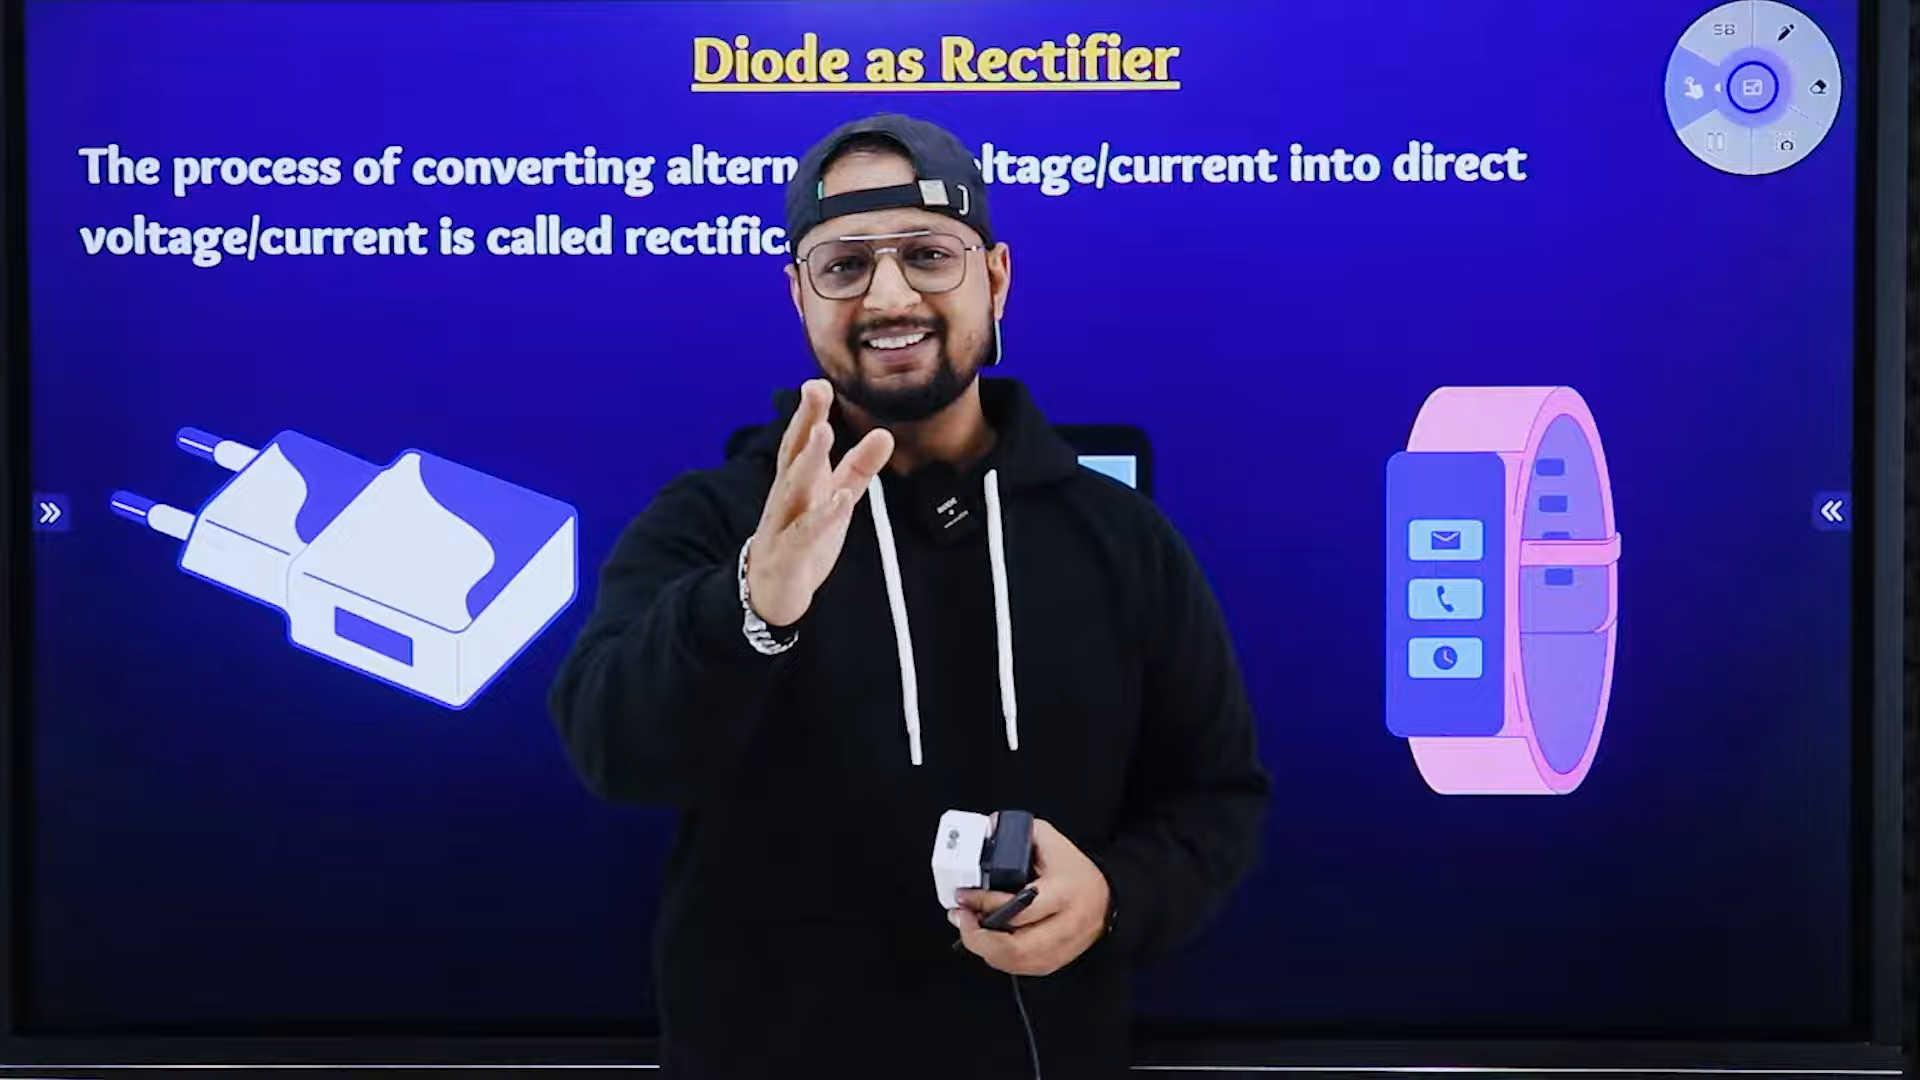 Diode as Rectifier
The process of converting altern ltage/current into direct
voltage/current is called rectific